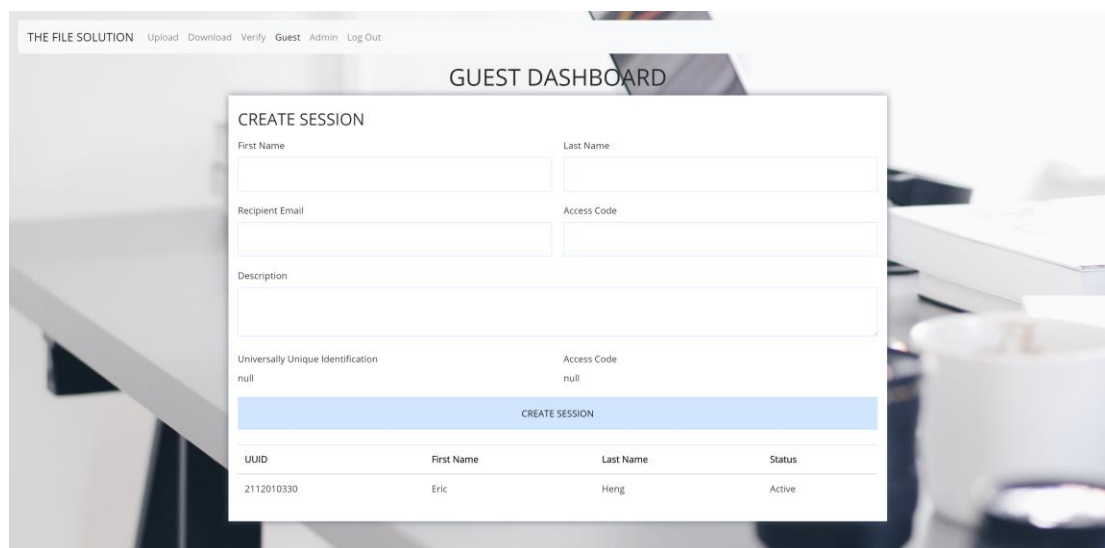 THE FILE SOLUTION Upload Download Verify Guest Admin Log Out
GUEST DASHBOARD
CREATE SESSION
First Name Last Name
Recipient Email Access Code
Description
Universally Unique Identification Access Code
null null
CREATE SESSION
UUID First Name Last Name Status
2112010330 Eric Heng Active